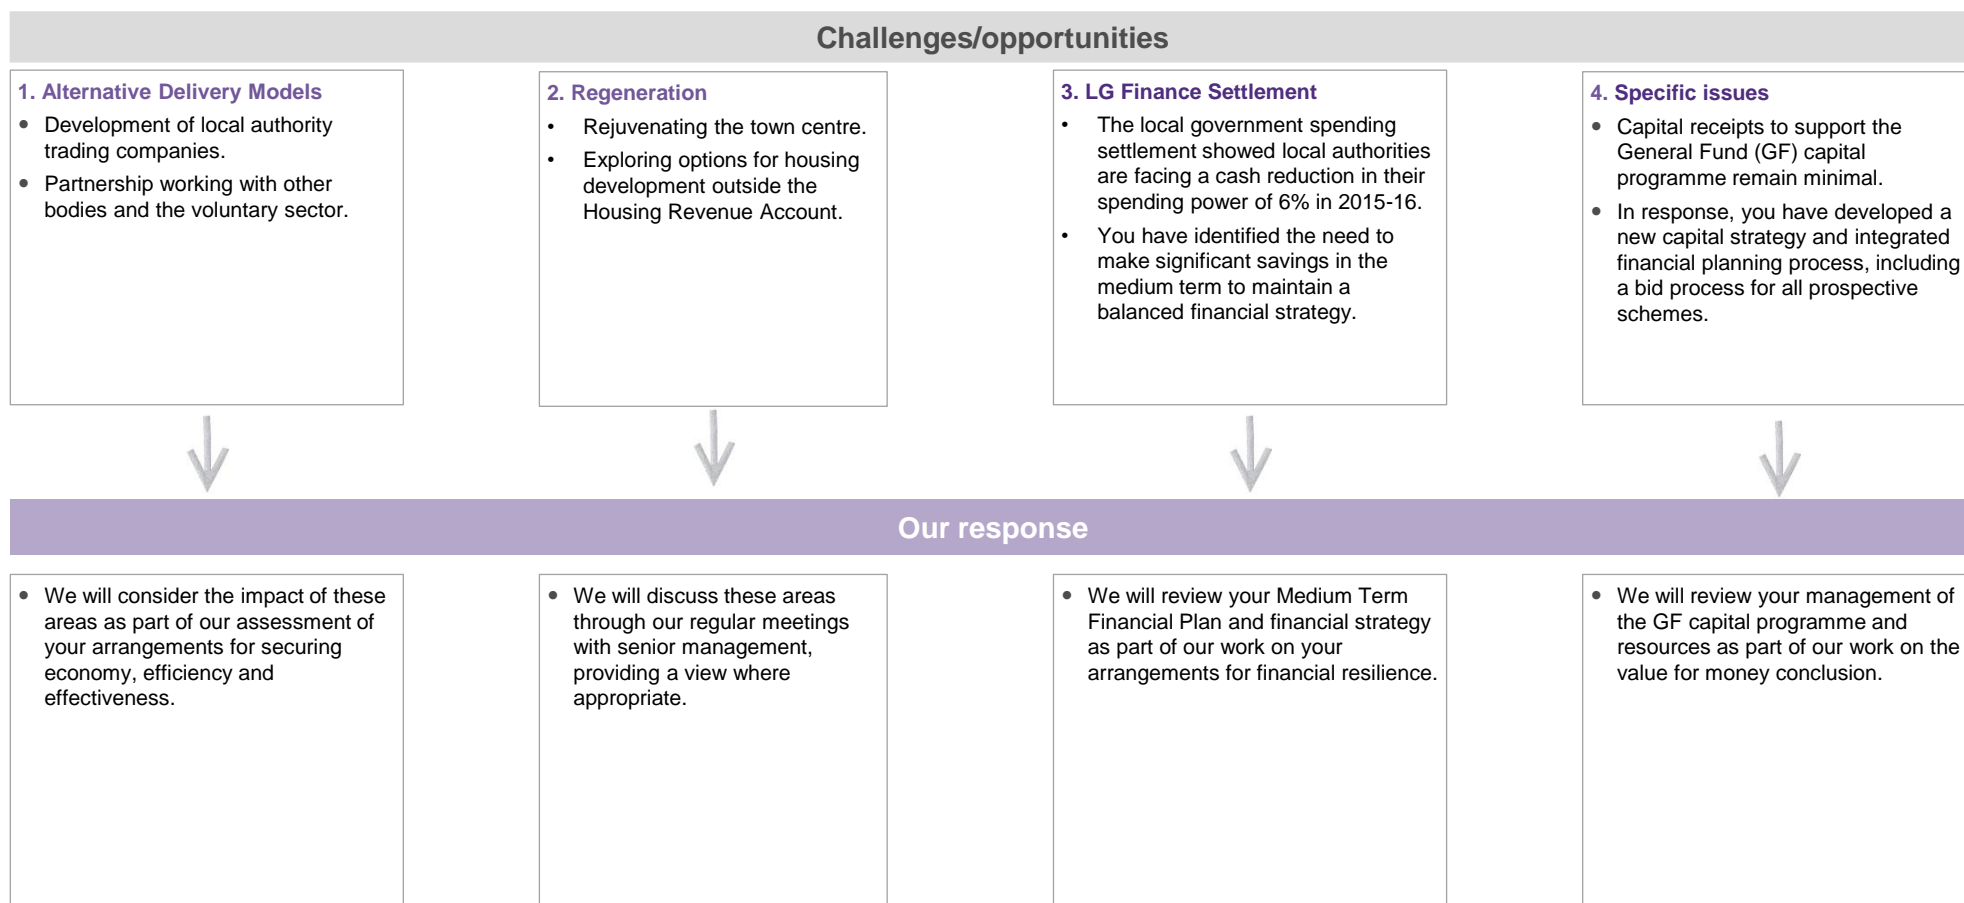 Challenges/opportunities
1. Alternative Delivery Models
• Development of local authority
trading companies.
• Partnership working with other
bodies and the voluntary sector.
2. Regeneration
• Rejuvenating the town centre.
• Exploring options for housing
development outside the
Housing Revenue Account.
3. LG Finance Settlement
• The local government spending
settlement showed local authorities
are facing a cash reduction in their
spending power of 6% in 2015-16.
• You have identified the need to
make significant savings in the
medium term to maintain a
balanced financial strategy.
4. Specific issues
• Capital receipts to support the
General Fund (GF) capital
programme remain minimal.
• In response, you have developed a
new capital strategy and integrated
financial planning process, including
a bid process for all prospective
schemes.
Our response
• We will consider the impact of these
areas as part of our assessment of
your arrangements for securing
economy, efficiency and
effectiveness.
• We will discuss these areas
through our regular meetings
with senior management,
providing a view where
appropriate.
• We will review your Medium Term
Financial Plan and financial strategy
as part of our work on your
arrangements for financial resilience.
• We will review your management of
the GF capital programme and
resources as part of our work on the
value for money conclusion.